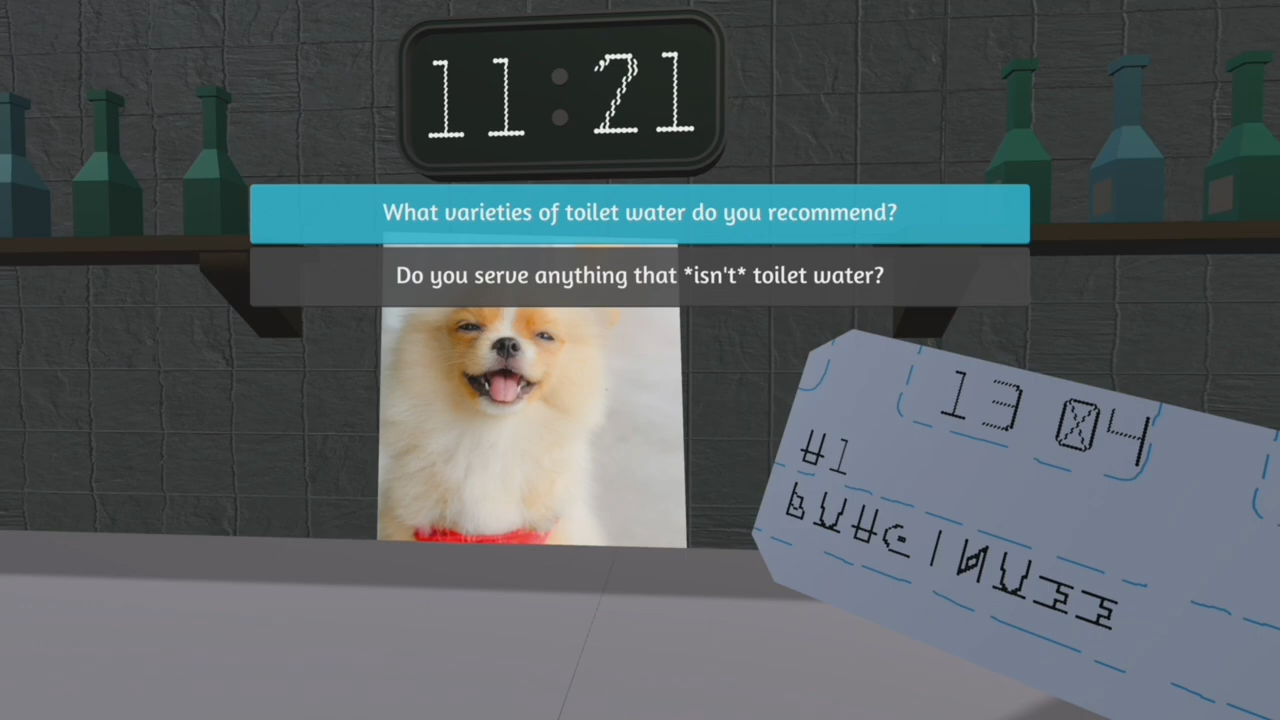 11:21
What varieties of toilet water do you recommend?
Do you serve anything that *isn't* toilet water?
13 04